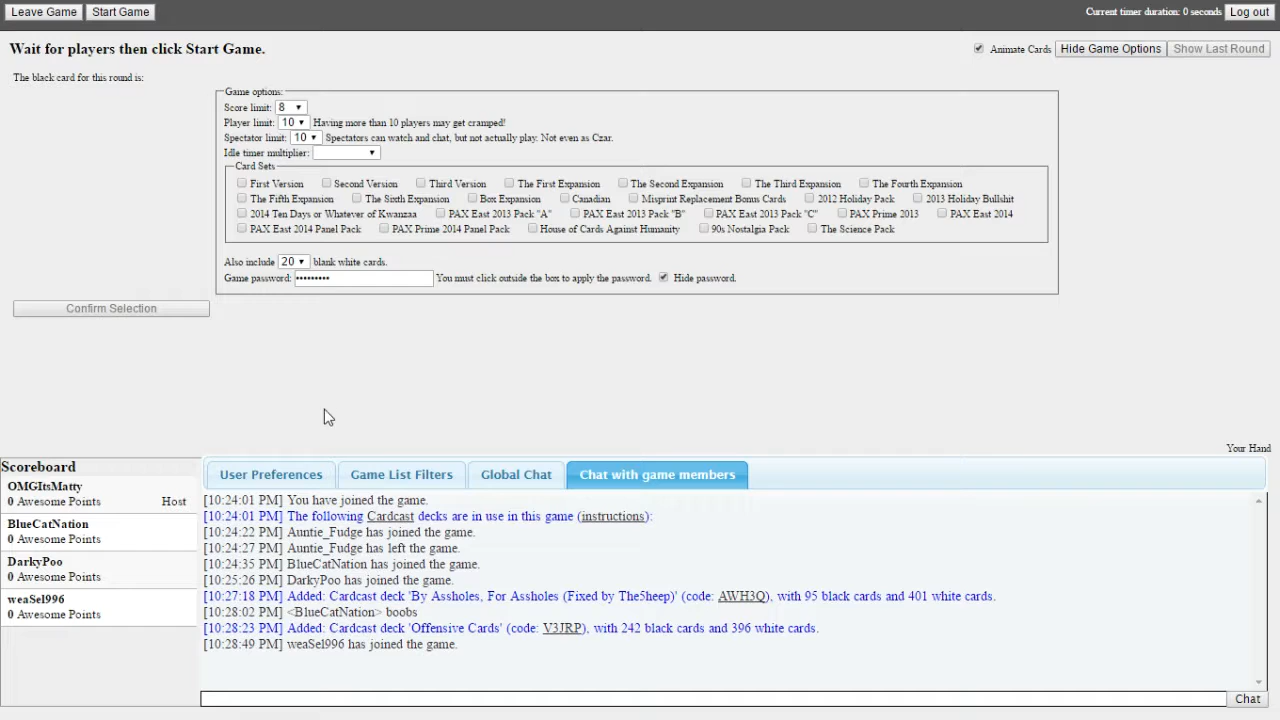 Leave Game Start Game Current timer duration: 0 seconds Log out
Wait for players then click Start Game. Animate Cards Hide Game Options Show Last Round
The black card for this round is:
Game options:
Score limit: 8
Player limit: 10 Having more than 10 players may get cramped!
Spectator limit: 10 Spectators can watch and chat, but not actually play. Not even as Czar.
Idle timer multiplier:
Card Sets
First Version Second Version Third Version The First Expansion The Second Expansion The Third Expansion The Fourth Expansion
The Fifth Expansion The Sixth Expansion Box Expansion Canadian Misprint Replacement Bonus Cards 2012 Holiday Pack 2013 Holiday Bullshit
2014 Ten Days or Whatever of Kwanzaa PAX East 2013 Pack "A" PAX East 2013 Pack "B" PAX East 2013 Pack "C" PAX Prime 2013 PAX East 2014
PAX East 2014 Panel Pack PAX Prime 2014 Panel Pack House of Cards Against Humanity 90s Nostalgia Pack The Science Pack
Also include 20 blank white cards.
Game password: ••••••••• You must click outside the box to apply the password. Hide password.
Confirm Selection
Your Hand
Scoreboard
OMGItsMatty
0 Awesome Points Host
BlueCatNation
0 Awesome Points
DarkyPoo
0 Awesome Points
weaSel996
0 Awesome Points
User Preferences Game List Filters Global Chat Chat with game members
[10:24:01 PM] You have joined the game.
[10:24:01 PM] The following Cardcast decks are in use in this game (instructions):
[10:24:22 PM] Auntie_Fudge has joined the game.
[10:24:27 PM] Auntie_Fudge has left the game.
[10:24:35 PM] BlueCatNation has joined the game.
[10:25:26 PM] DarkyPoo has joined the game.
[10:27:18 PM] Added: Cardcast deck 'By Assholes, For Assholes (Fixed by The5heep)' (code: AWH3Q), with 95 black cards and 401 white cards.
[10:28:02 PM] <BlueCatNation> boobs
[10:28:23 PM] Added: Cardcast deck 'Offensive Cards' (code: V3JRP), with 242 black cards and 396 white cards.
[10:28:49 PM] weaSel996 has joined the game.
Chat